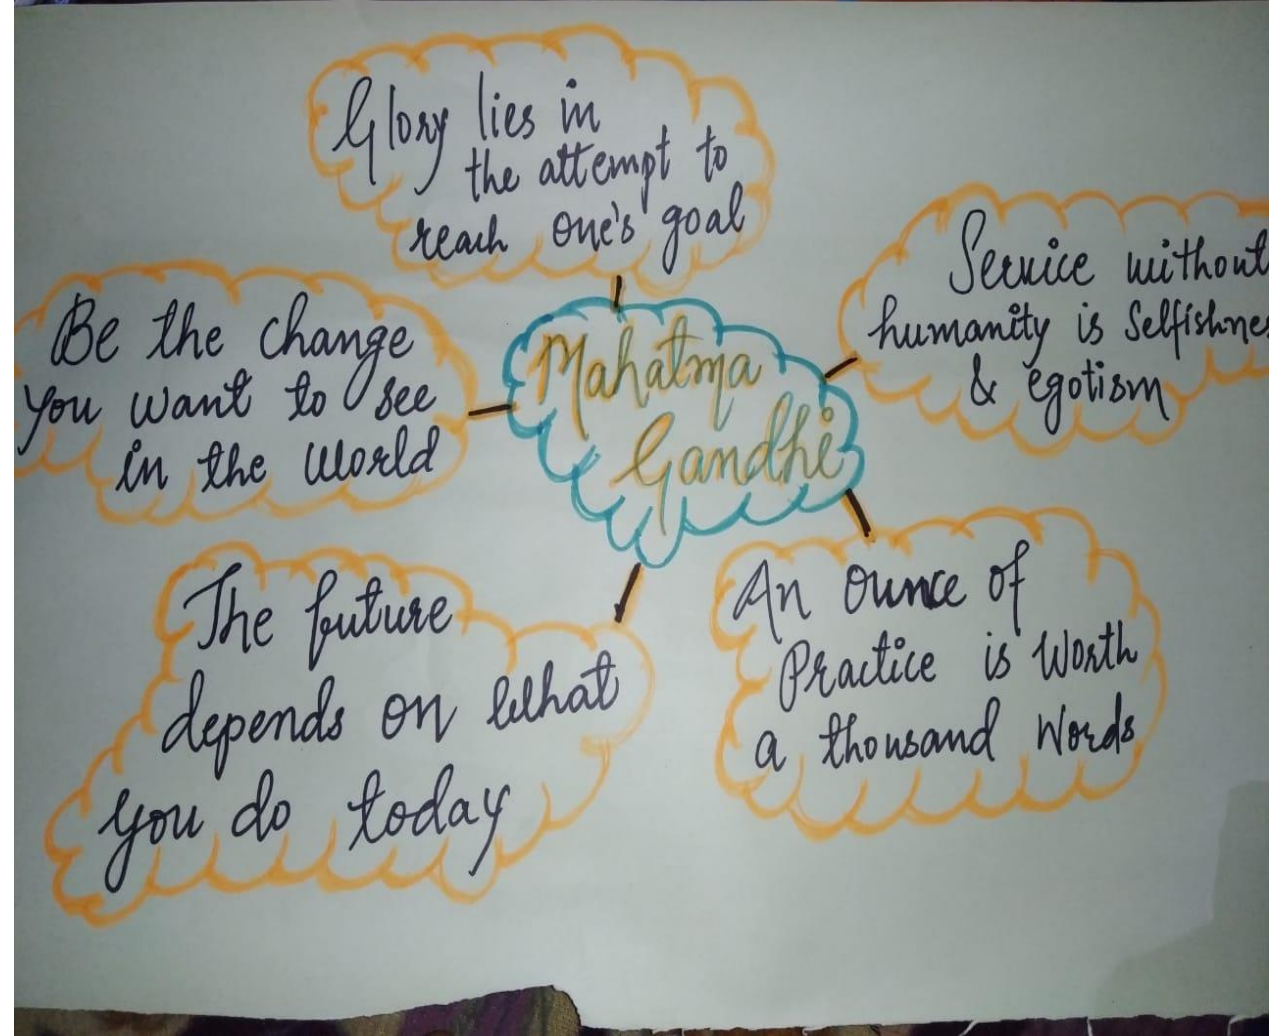 Glory lies in
the attempt to
reach one's goal
Service without
humanity is Selfishnes
& egotism
Be the change
you want to see
in the world
Mahatma
Gandhi
An ounce of
Practice is Worth
a thousand Words
The future
depends on what
you do today